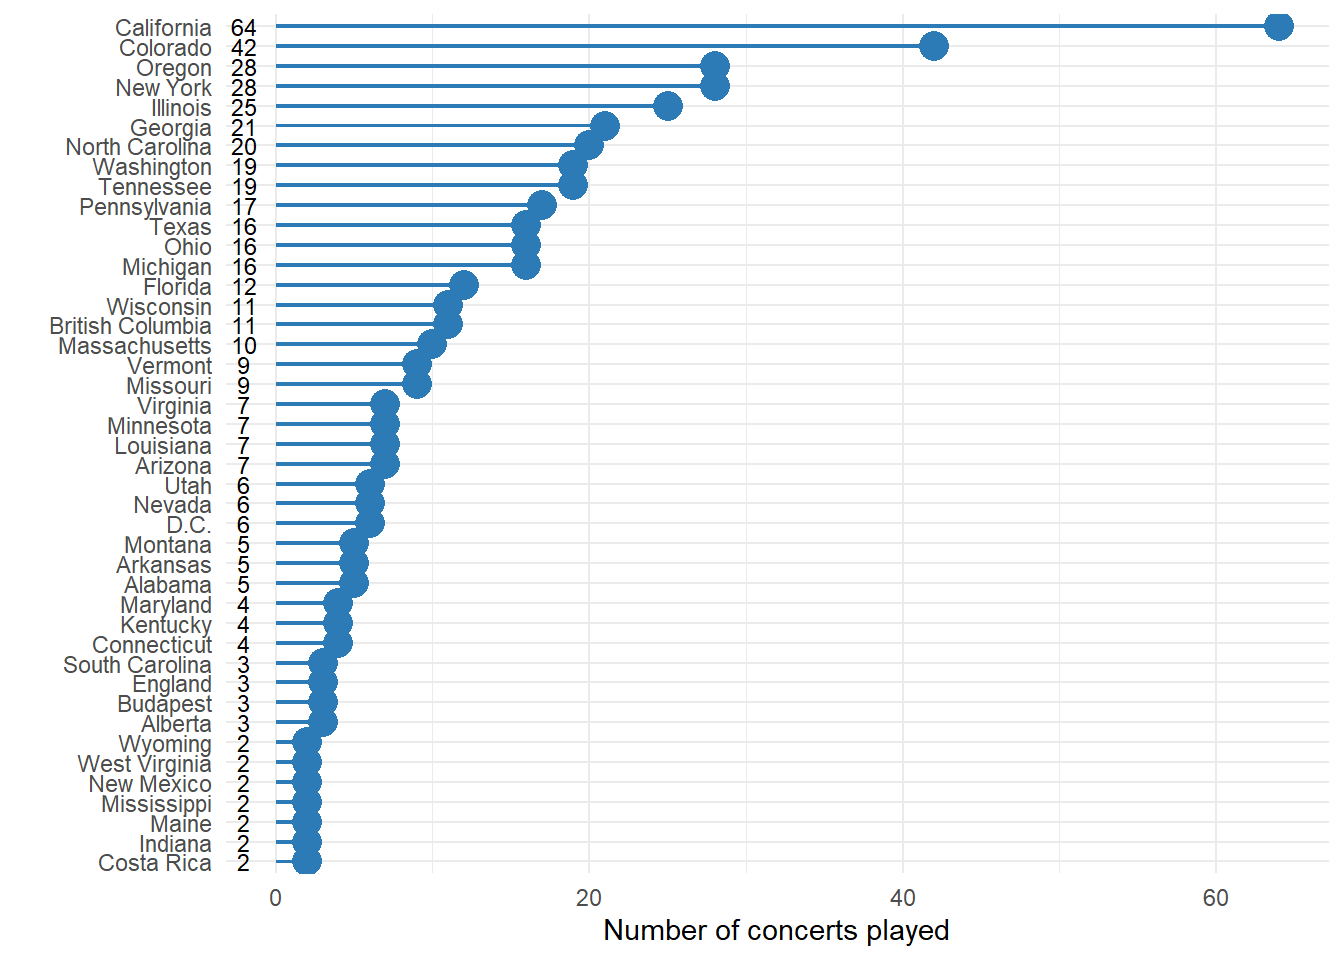 California 64
Colorado 42
Oregon 28
New York 28
Illinois 25
Georgia 21
North Carolina 20
Washington 19
Tennessee 19
Pennsylvania 17
Texas 16
Ohio 16
Michigan 16
Florida 12
Wisconsin 11
British Columbia 11
Massachusetts 10
Vermont 9
Missouri 9
Virginia 7
Minnesota 7
Louisiana 7
Arizona 7
Utah 6
Nevada 6
D.C. 6
Montana 5
Arkansas 5
Alabama 5
Maryland 4
Kentucky 4
Connecticut 4
South Carolina 3
England 3
Budapest 3
Alberta 3
Wyoming 2
West Virginia 2
New Mexico 2
Mississippi 2
Maine 2
Indiana 2
Costa Rica 2
0 20 40 60
Number of concerts played